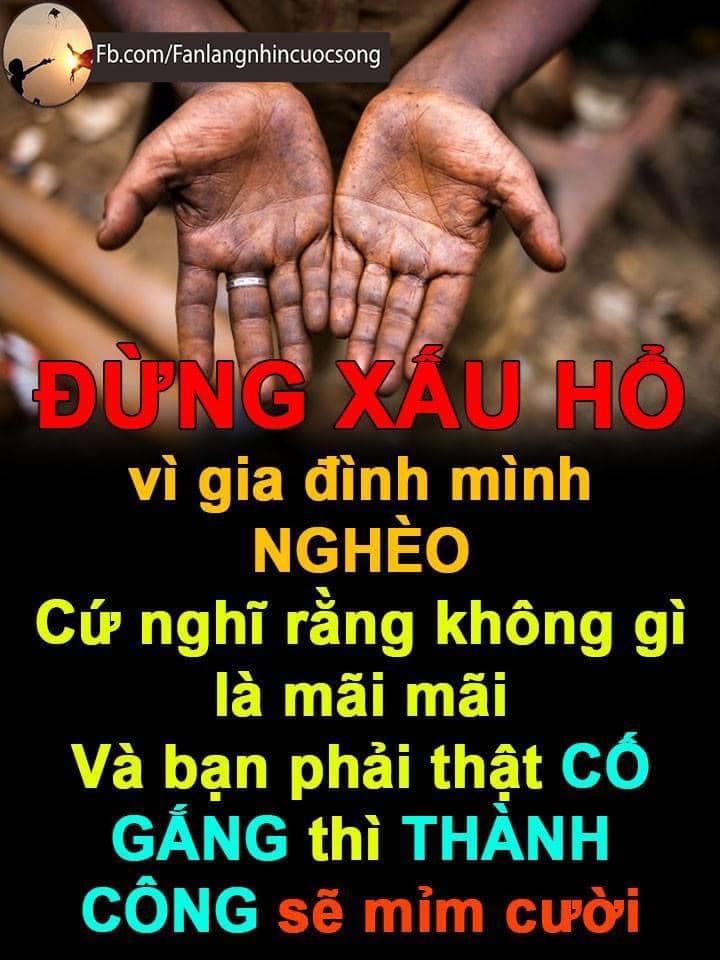 Fb.com/Fanlangnhincuocsong
ĐỪNG XẤU HỔ
vì gia đình mình
NGHÈO
Cứ nghĩ rằng không gì
là mãi mãi
Và bạn phải thật CỐ
GẮNG thì THÀNH
CÔNG sẽ mỉm cười